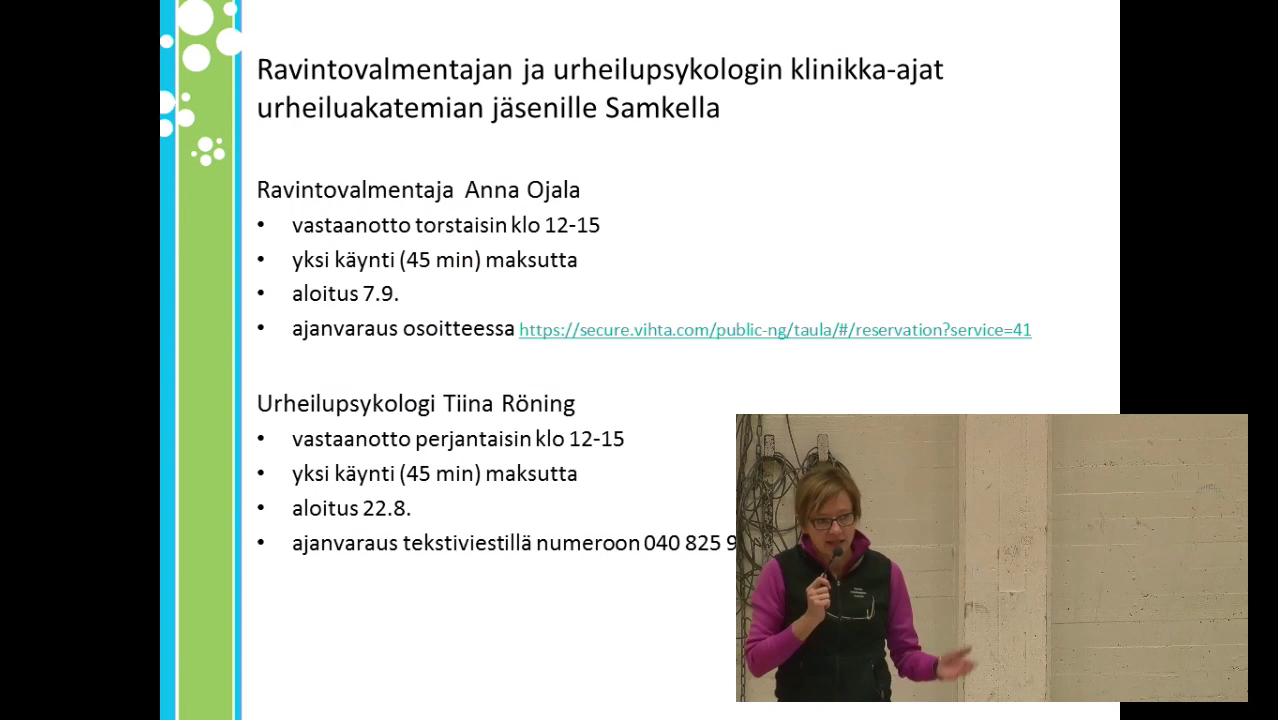 Ravintovalmentajan ja urheilupsykologin klinikka-ajat
urheiluakatemian jäsenille Samkella
Ravintovalmentaja Anna Ojala
• vastaanotto torstaisin klo 12-15
• yksi käynti (45 min) maksutta
• aloitus 7.9.
• ajanvaraus osoitteessa https://secure.vihta.com/public-ng/taula/#/reservation?service=41
Urheilupsykologi Tiina Röning
• vastaanotto perjantaisin klo 12-15
• yksi käynti (45 min) maksutta
• aloitus 22.8.
• ajanvaraus tekstiviestillä numeroon 040 825 9